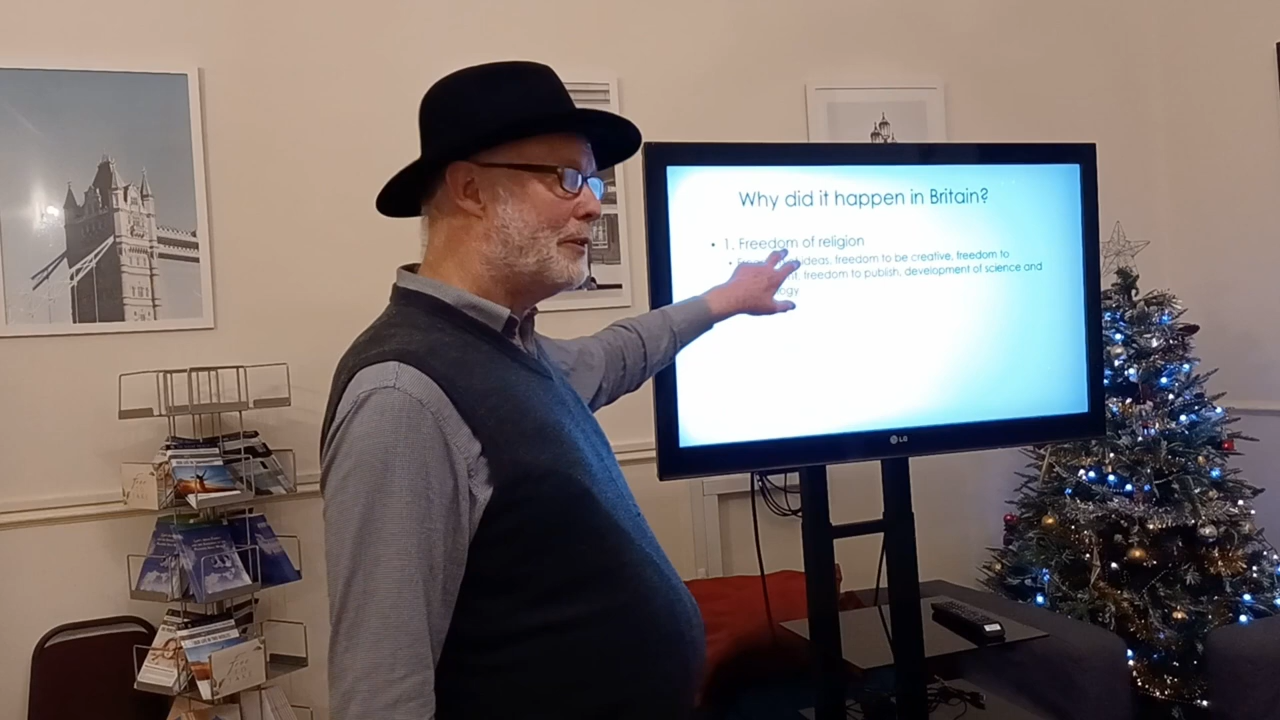 Why did it happen in Britain?
• 1. Freedom of religion
• ideas, freedom to be creative, freedom to
freedom to publish, development of science and
LG